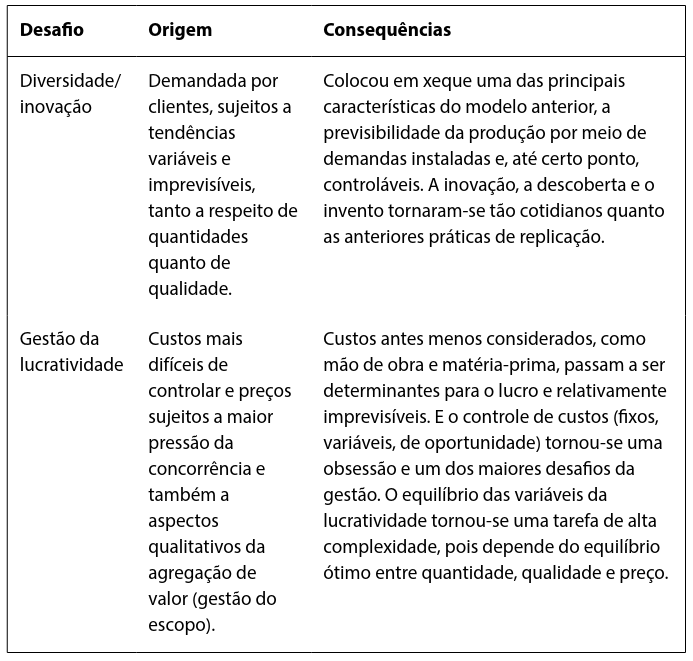 Desafio
Origem
Consequências
Diversidade/
inovação
Demandada por
clientes, sujeitos a
tendências
variáveis e
imprevisíveis,
tanto a respeito de
quantidades
quanto de
qualidade.
Colocou em xeque uma das principais
características do modelo anterior, a
previsibilidade da produção por meio de
demandas instaladas e, até certo ponto,
controláveis. A inovação, a descoberta e o
invento tornaram-se tão cotidianos quanto
as anteriores práticas de replicação.
Gestão da
lucratividade
Custos mais
difíceis de
controlar e preços
sujeitos a maior
pressão da
concorrência e
também a
aspectos
qualitativos da
agregação de
valor (gestão do
escopo).
Custos antes menos considerados, como
mão de obra e matéria-prima, passam a ser
determinantes para o lucro e relativamente
imprevisíveis. E o controle de custos (fixos,
variáveis, de oportunidade) tornou-se uma
obsessão e um dos maiores desafios da
gestão. O equilíbrio das variáveis da
lucratividade tornou-se uma tarefa de alta
complexidade, pois depende do equilíbrio
ótimo entre quantidade, qualidade e preço.